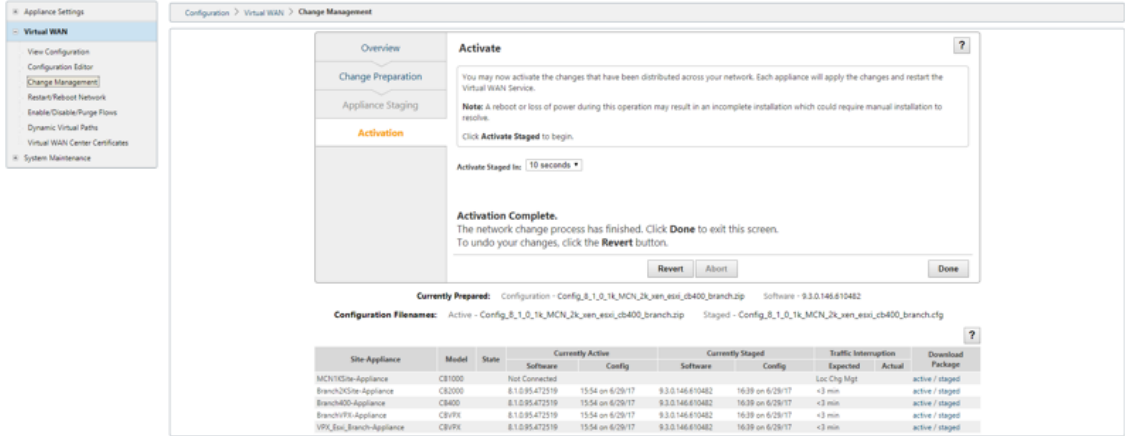 Appliance Settings
Virtual WAN
View Configuration
Configuration Editor
Change Management
Restart/Reboot Network
Enable/Disable/Purge Flows
Dynamic Virtual Paths
Virtual WAN Center Certificates
System Maintenance
Configuration > Virtual WAN > Change Management
Overview
Change Preparation
Appliance Staging
Activation
Activate
?
You may now activate the changes that have been distributed across your network. Each appliance will apply the changes and restart the
Virtual WAN Service.
Note: A reboot or loss of power during this operation may result in an incomplete installation which could require manual installation to
resolve.
Click Activate Staged to begin.
Activate Staged In: 10 seconds
Activation Complete.
The network change process has finished. Click Done to exit this screen.
To undo your changes, click the Revert button.
Revert Abort Done
Currently Prepared: Configuration - Config_8_1_0_1k_MCN_2k_xen_esxi_cb400_branch.zip Software - 9.3.0.146.610482
Configuration Filenames: Active - Config_8_1_0_1k_MCN_2k_xen_esxi_cb400_branch.zip Staged - Config_8_1_0_1k_MCN_2k_xen_esxi_cb400_branch.cfg
?
Site-Appliance Model State Currently Active Currently Staged Traffic Interruption Download Package
Software Config Software Config Expected Actual
MCN1KSite-Appliance CB1000 Not Connected Loc Chg Mgt active / staged
Branch2KSite-Appliance CB2000 8.1.0.95.472519 15:54 on 6/29/17 9.3.0.146.610482 16:39 on 6/29/17 <3 min active / staged
Branch400-Appliance CB400 8.1.0.95.472519 15:54 on 6/29/17 9.3.0.146.610482 16:39 on 6/29/17 <3 min active / staged
BranchVPX-Appliance CBVPX 8.1.0.95.472519 15:54 on 6/29/17 9.3.0.146.610482 16:39 on 6/29/17 <3 min active / staged
VPX_Esxi_Branch-Appliance CBVPX 8.1.0.95.472519 15:54 on 6/29/17 9.3.0.146.610482 16:39 on 6/29/17 <3 min active / staged